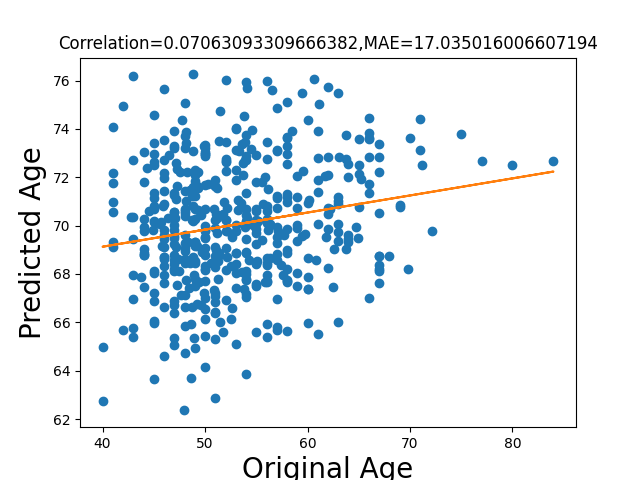 Correlation=0.07063093309666382,MAE=17.035016006607194
76
74
72
70
68
66
64
62
Predicted Age
40 50 60 70 80
Original Age